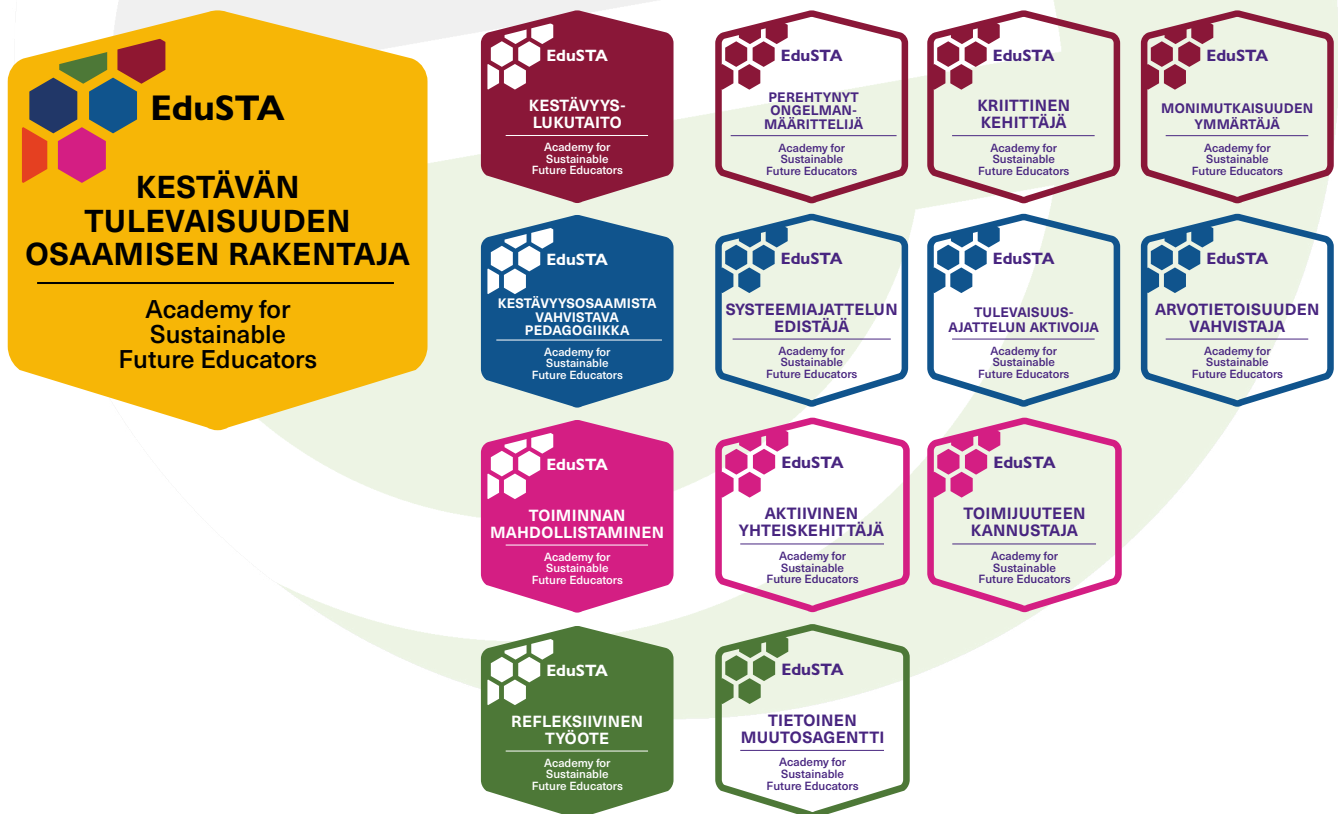 EduSTA
KESTÄVÄN
TULEVAISUUDEN
OSAAMISEN RAKENTAJA
Academy for
Sustainable
Future Educators
EduSTA
KESTÄVYYS-
LUKUTAITO
Academy for
Sustainable
Future Educators
EduSTA
PEREHTYNYT
ONGELMAN-
MÄÄRITTELIJÄ
Academy for
Sustainable
Future Educators
EduSTA
KRIITTINEN
KEHITTÄJÄ
Academy for
Sustainable
Future Educators
EduSTA
MONIMUTKAISUUDEN
YMMÄRTÄJÄ
Academy for
Sustainable
Future Educators
EduSTA
KESTÄVYYSOSAAMISTA
VAHVISTAVA
PEDAGOGIIKKA
Academy for
Sustainable
Future Educators
EduSTA
SYSTEEMIAJATTELUN
EDISTÄJÄ
Academy for
Sustainable
Future Educators
EduSTA
TULEVAISUUS-
AJATTELUN AKTIVOIJA
Academy for
Sustainable
Future Educators
EduSTA
ARVOTIETOISUUDEN
VAHVISTAJA
Academy for
Sustainable
Future Educators
EduSTA
TOIMINNAN
MAHDOLLISTAMINEN
Academy for
Sustainable
Future Educators
EduSTA
AKTIIVINEN
YHTEISKEHITTÄJÄ
Academy for
Sustainable
Future Educators
EduSTA
TOIMIJUUTEEN
KANNUSTAJA
Academy for
Sustainable
Future Educators
EduSTA
REFLEKSIIVINEN
TYÖOTE
Academy for
Sustainable
Future Educators
EduSTA
TIETOINEN
MUUTOSAGENTTI
Academy for
Sustainable
Future Educators